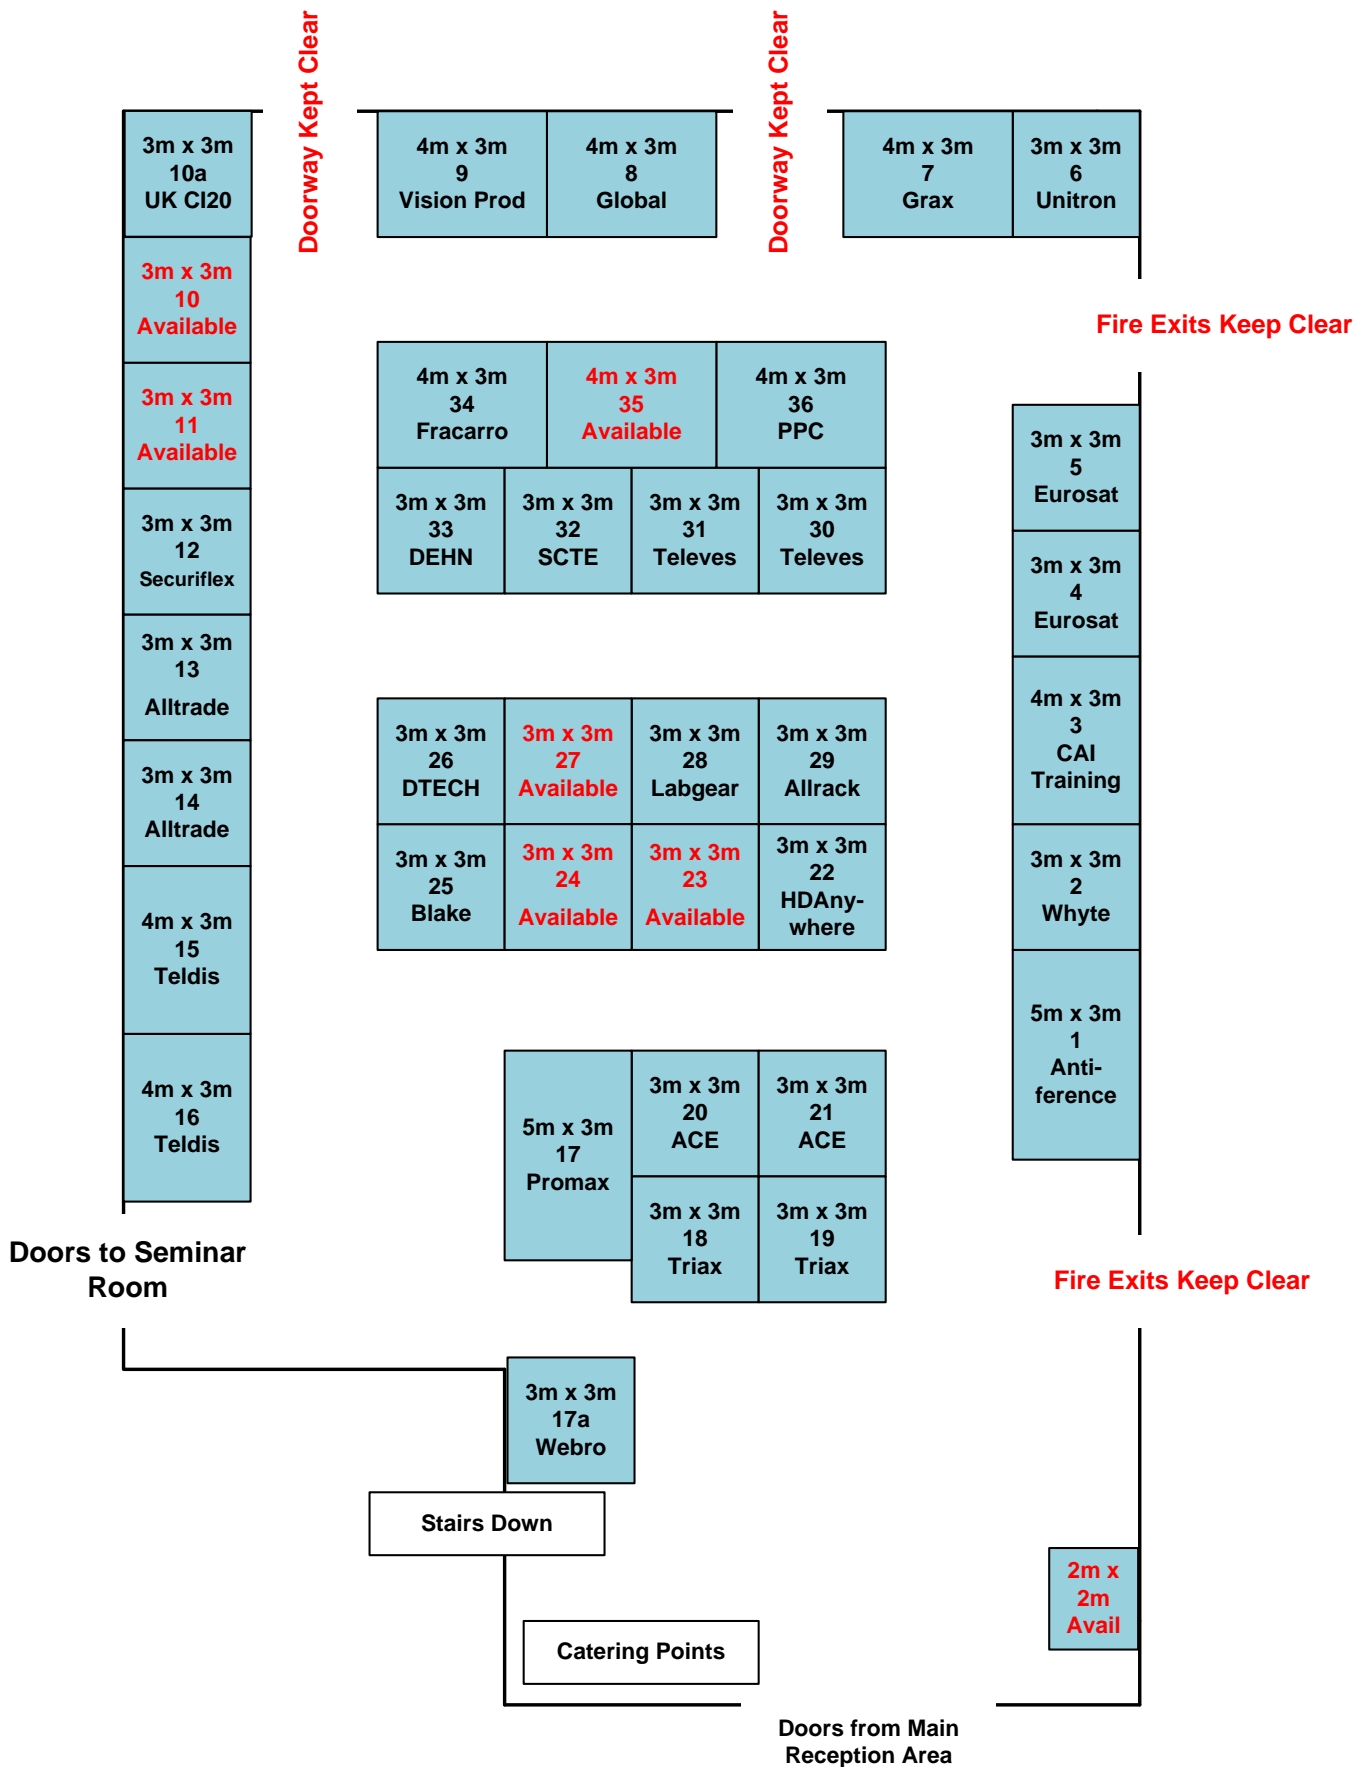 Doorway Kept Clear
Doorway Kept Clear
3m x 3m
10a
UK CI20
4m x 3m
9
Vision Prod
4m x 3m
8
Global
4m x 3m
7
Grax
3m x 3m
6
Unitron
3m x 3m
10
Available
Fire Exits Keep Clear
3m x 3m
11
Available
4m x 3m
34
Fracarro
4m x 3m
35
Available
4m x 3m
36
PPC
3m x 3m
5
Eurosat
3m x 3m
12
Securiflex
3m x 3m
33
DEHN
3m x 3m
32
SCTE
3m x 3m
31
Televes
3m x 3m
30
Televes
3m x 3m
4
Eurosat
3m x 3m
13
Alltrade
4m x 3m
3
CAI
Training
3m x 3m
14
Alltrade
3m x 3m
26
DTECH
3m x 3m
27
Available
3m x 3m
28
Labgear
3m x 3m
29
Allrack
3m x 3m
25
Blake
3m x 3m
24
Available
3m x 3m
23
Available
3m x 3m
22
HDAny-
where
3m x 3m
2
Whyte
4m x 3m
15
Teldis
5m x 3m
1
Anti-
ference
4m x 3m
16
Teldis
5m x 3m
17
Promax
3m x 3m
20
ACE
3m x 3m
21
ACE
3m x 3m
18
Triax
3m x 3m
19
Triax
Doors to Seminar
Room
Fire Exits Keep Clear
3m x 3m
17a
Webro
Stairs Down
2m x
2m
Avail
Catering Points
Doors from Main
Reception Area